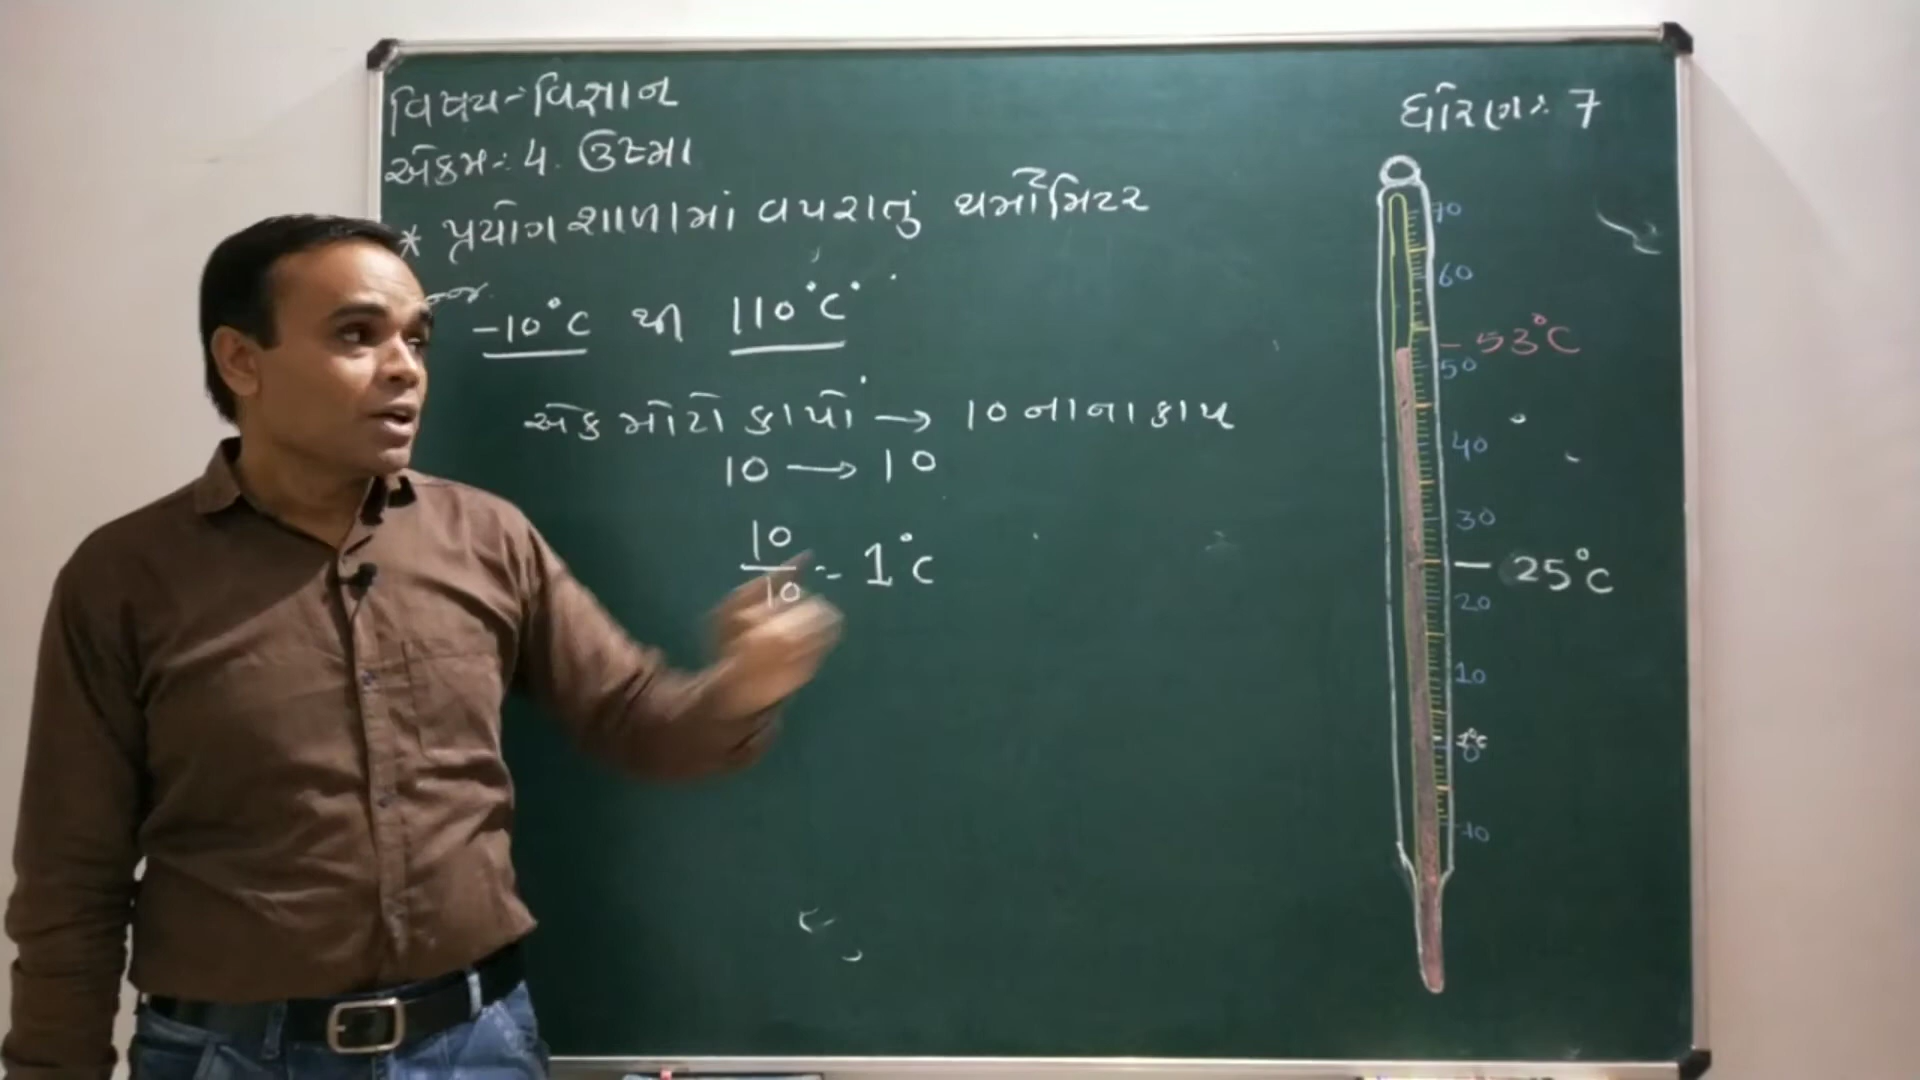 વિષય-: વિજ્ઞાન
ધોરણ-: 7
એકમ-: 4. ઉષ્મા
* પ્રયોગશાળામાં વપરાતું થર્મોમિટર
-10°C થી 110°C
એક મોટો કાપો → 10 નાના કાપ
10 → 10
10
10
= 1°C
70
60
53°C
50
40
30
25°C
20
10
-10